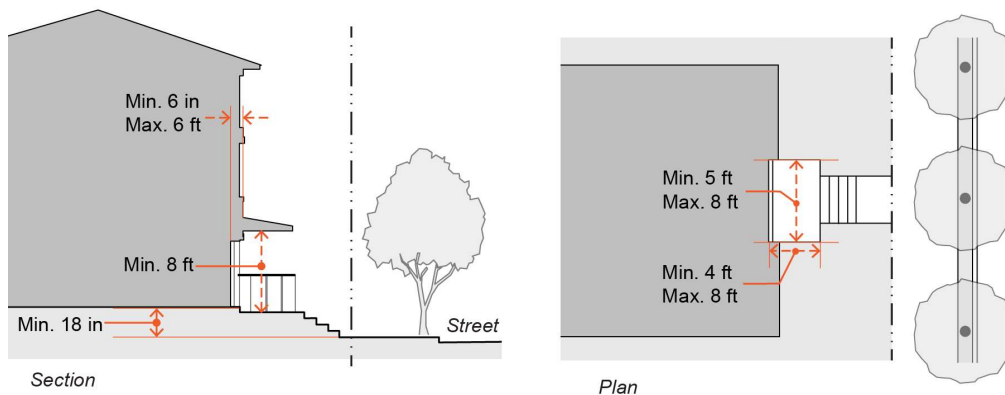 Min. 6 in
Max. 6 ft
Min. 8 ft
Min. 18 in
Street
Section
Min. 5 ft
Max. 8 ft
Min. 4 ft
Max. 8 ft
Plan